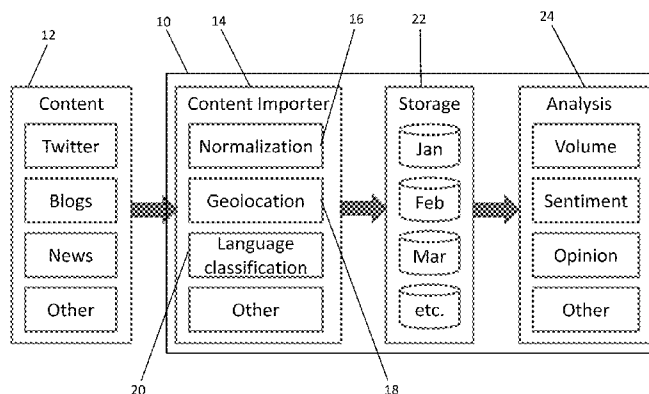 10
14
16
22
24
12
Content
Content Importer
Storage
Analysis
Twitter
Normalization
Jan
Volume
Blogs
Geolocation
Feb
Sentiment
News
Language
classification
Mar
Opinion
Other
Other
etc.
Other
20
18